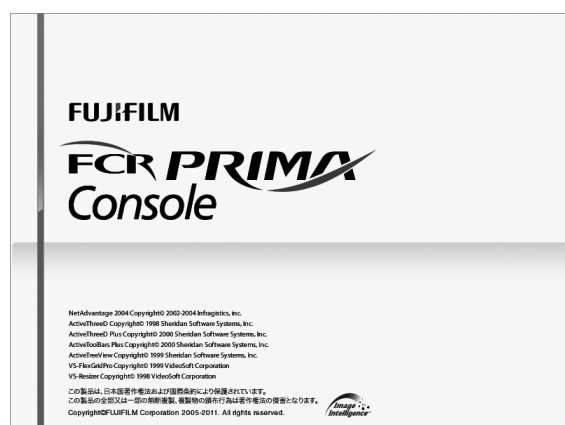 FUJIFILM
FCR PRIMA
Console
NetAdvantage 2004 Copyright© 2002-2004 Infragistics, inc.
ActiveThreeD Copyright© 1998 Sheridan Software Systems, Inc.
ActiveThreeD Plus Copyright© 2000 Sheridan Software Systems, Inc.
ActiveToolBars Plus Copyright© 2000 Sheridan Software Systems, Inc.
ActiveTreeView Copyright© 1999 Sheridan Software Systems, Inc.
VS-FlexGridPro Copyright© 1999 VideoSoft Corporation
VS-Resizer Copyright© 1998 VideoSoft Corporation
この製品は、日本国著作権法および国際条約により保護されています。
この製品の全部又は一部の無断複製、複製物の頒布行為は著作権法の侵害となります。
Copyright©FUJIFILM Corporation 2005-2011. All rights reserved.
Image
Intelligence™